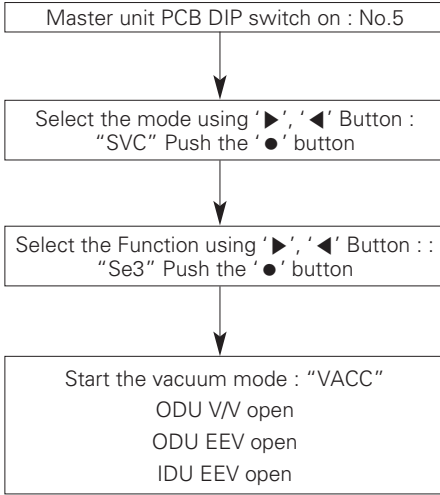 Master unit PCB DIP switch on : No.5
Select the mode using ‘▶’, ‘◀’ Button :
“SVC” Push the ‘●’ button
Select the Function using ‘▶’, ‘◀’ Button : :
“Se3” Push the ‘●’ button
Start the vacuum mode : “VACC”
ODU V/V open
ODU EEV open
IDU EEV open